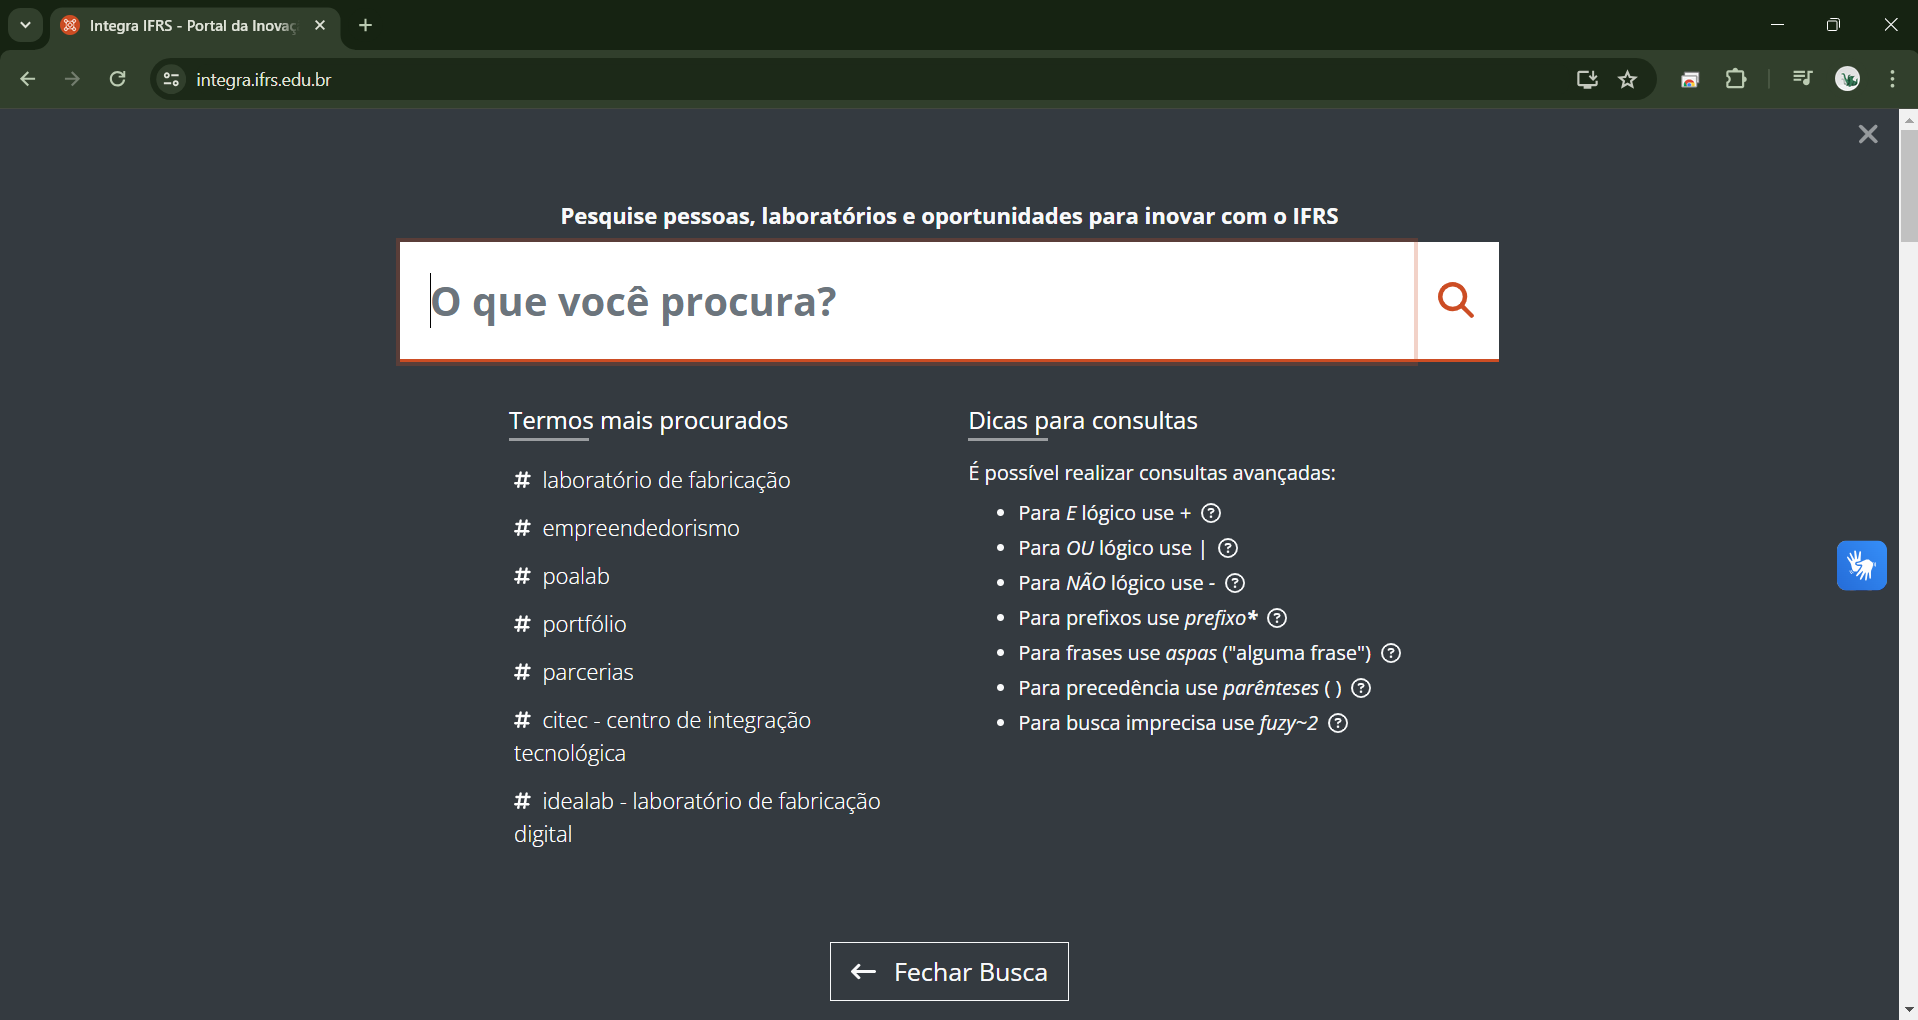 Integra IFRS - Portal da Inovaç
integra.ifrs.edu.br
Pesquise pessoas, laboratórios e oportunidades para inovar com o IFRS
O que você procura?
Termos mais procurados
# laboratório de fabricação
# empreendedorismo
# poalab
# portfólio
# parcerias
# citec - centro de integração
tecnológica
# idealab - laboratório de fabricação
digital
Dicas para consultas
É possível realizar consultas avançadas:
• Para E lógico use +
• Para OU lógico use |
• Para NÃO lógico use -
• Para prefixos use prefixo*
• Para frases use aspas ("alguma frase")
• Para precedência use parênteses ( )
• Para busca imprecisa use fuzy~2
← Fechar Busca